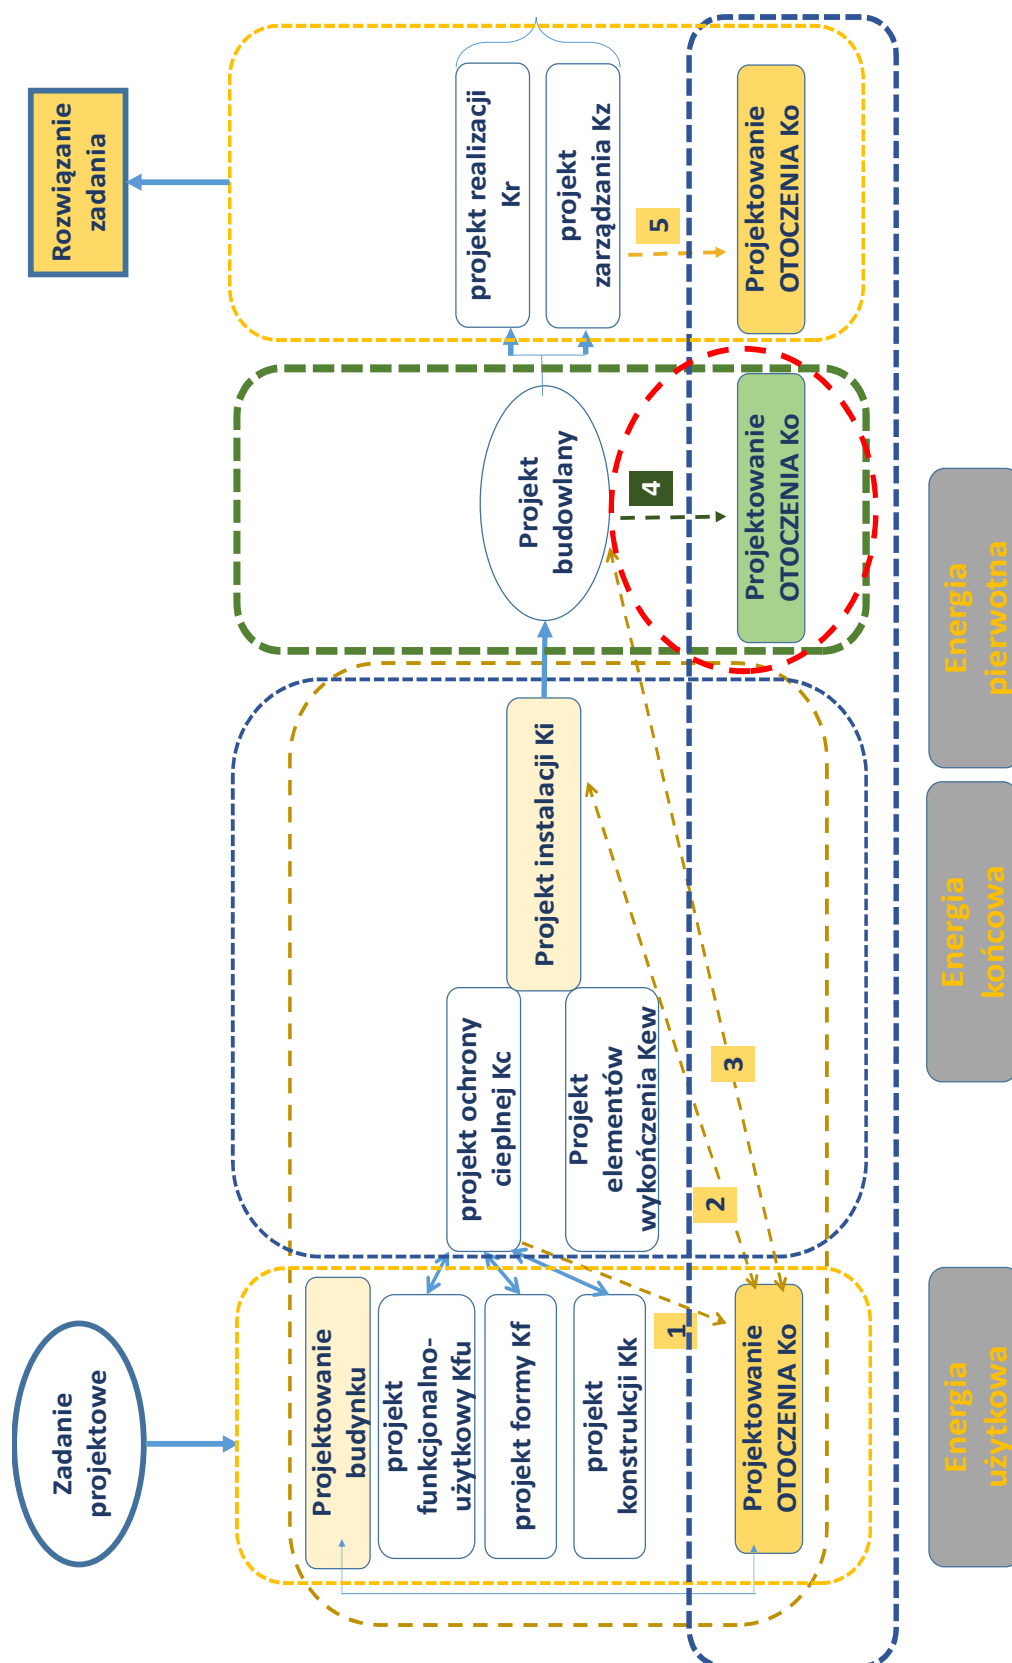 Zadanie
projektowe
Rozwiązanie
zadania
Projektowanie
budynku
projekt
funkcjonalno-
użytkowy Kfu
projekt formy Kf
projekt
konstrukcji Kk
1
Projektowanie
OTOCZENIA Ko
projekt ochrony
cieplnej Kc
Projekt
elementów
wykończenia Kew
2
3
Projekt instalacji Ki
Projekt
budowlany
4
Projektowanie
OTOCZENIA Ko
projekt realizacji
Kr
projekt
zarządzania Kz
5
Projektowanie
OTOCZENIA Ko
Energia
użytkowa
Energia
końcowa
Energia
pierwotna